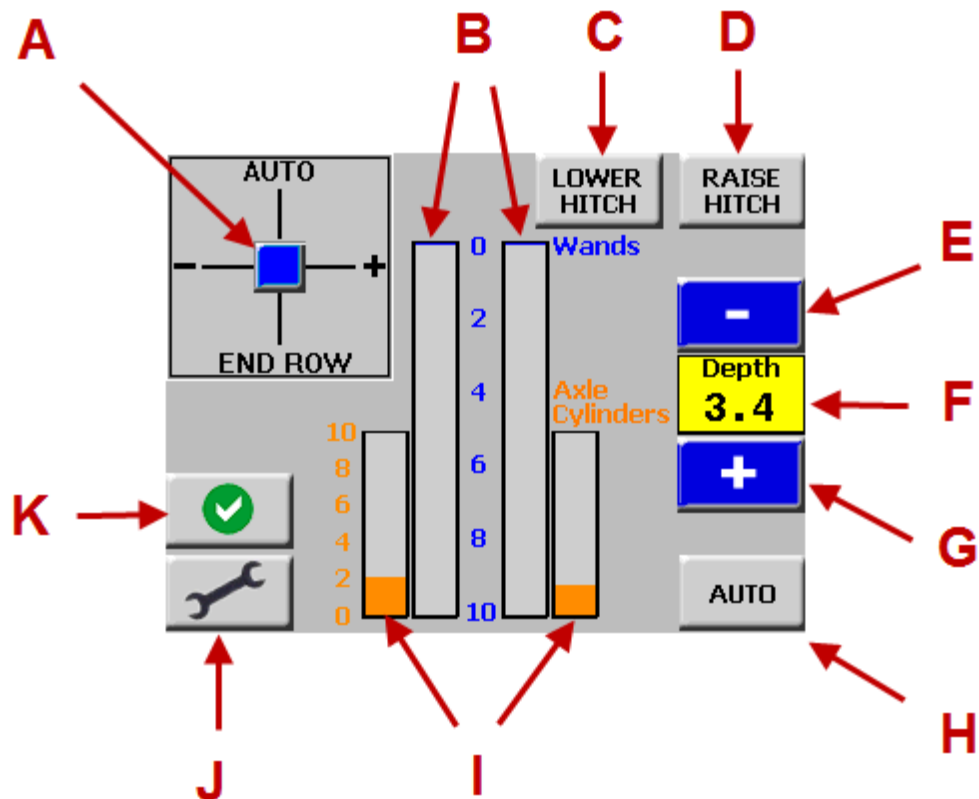 A
B
C
D
AUTO
LOWER
HITCH
RAISE
HITCH
- +
END ROW
0 Wands
2
4
6
8
10
Axle
Cylinders
10
8
6
4
2
0
-
Depth
3.4
+
AUTO
E
F
G
H
I
J
K